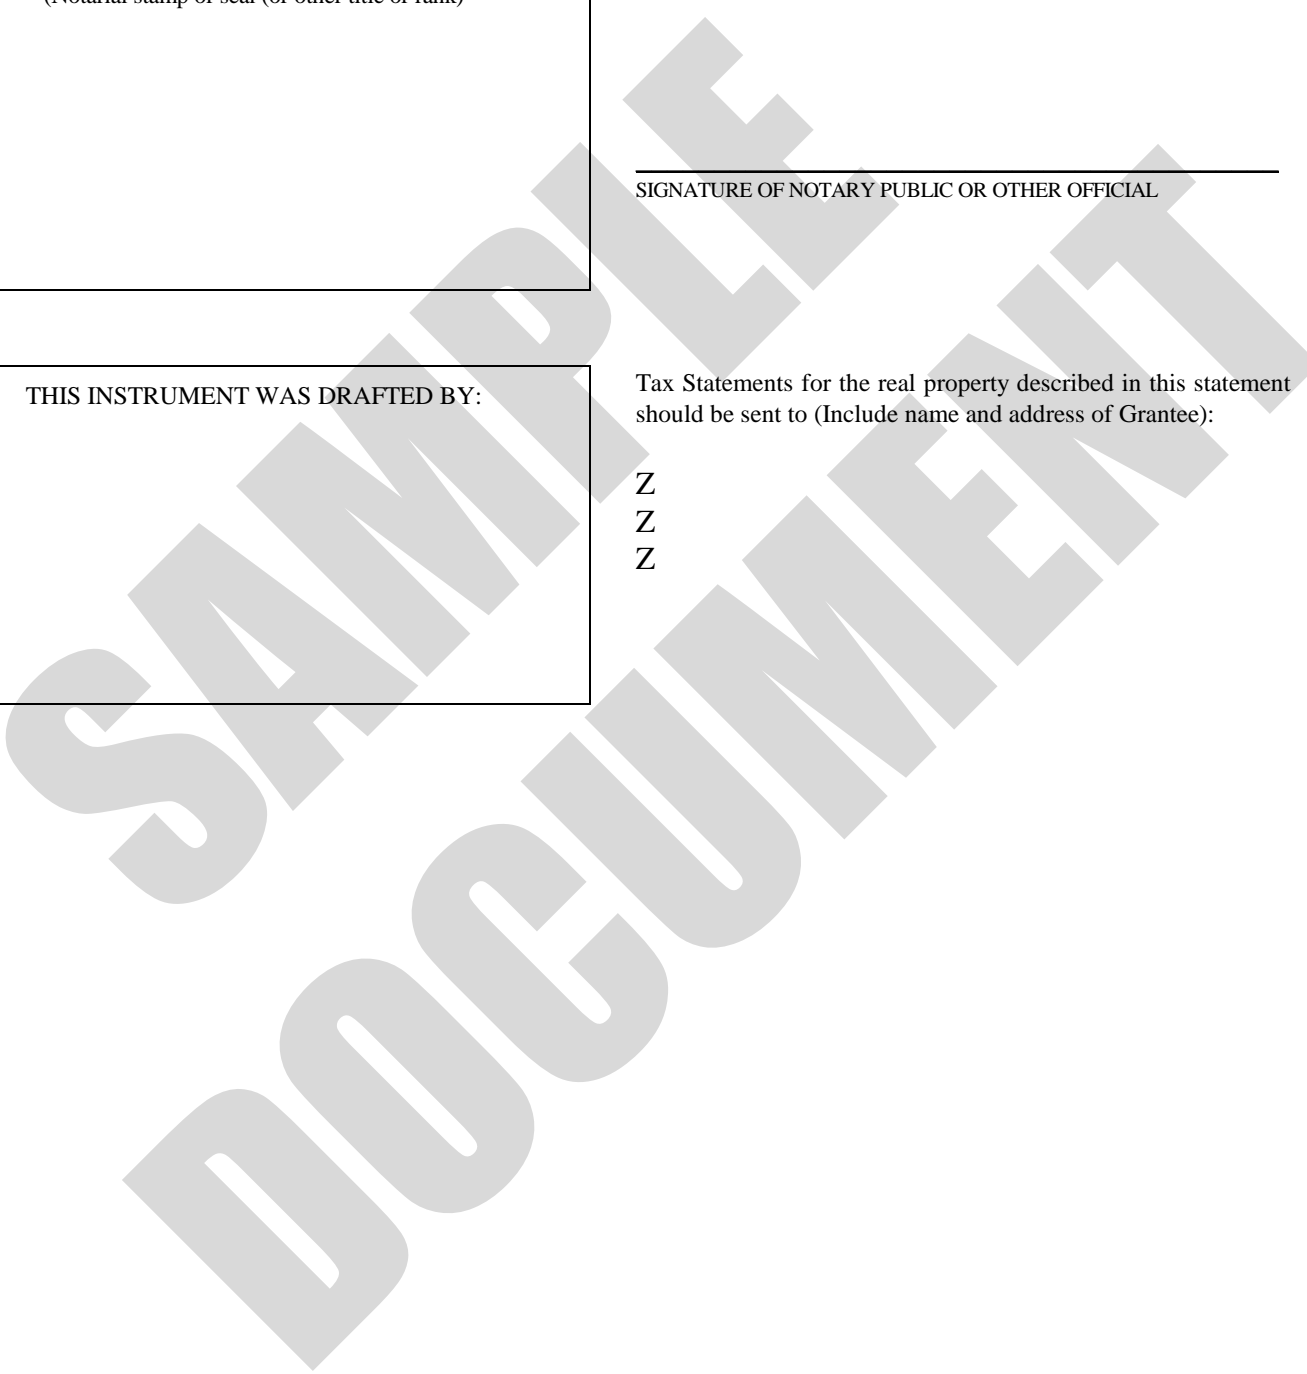 (Notarial stamp or seal (or other title or rank)
SIGNATURE OF NOTARY PUBLIC OR OTHER OFFICIAL
THIS INSTRUMENT WAS DRAFTED BY:
Tax Statements for the real property described in this statement
should be sent to (Include name and address of Grantee):
Z
Z
Z
SAMPLE
DOCUMENT